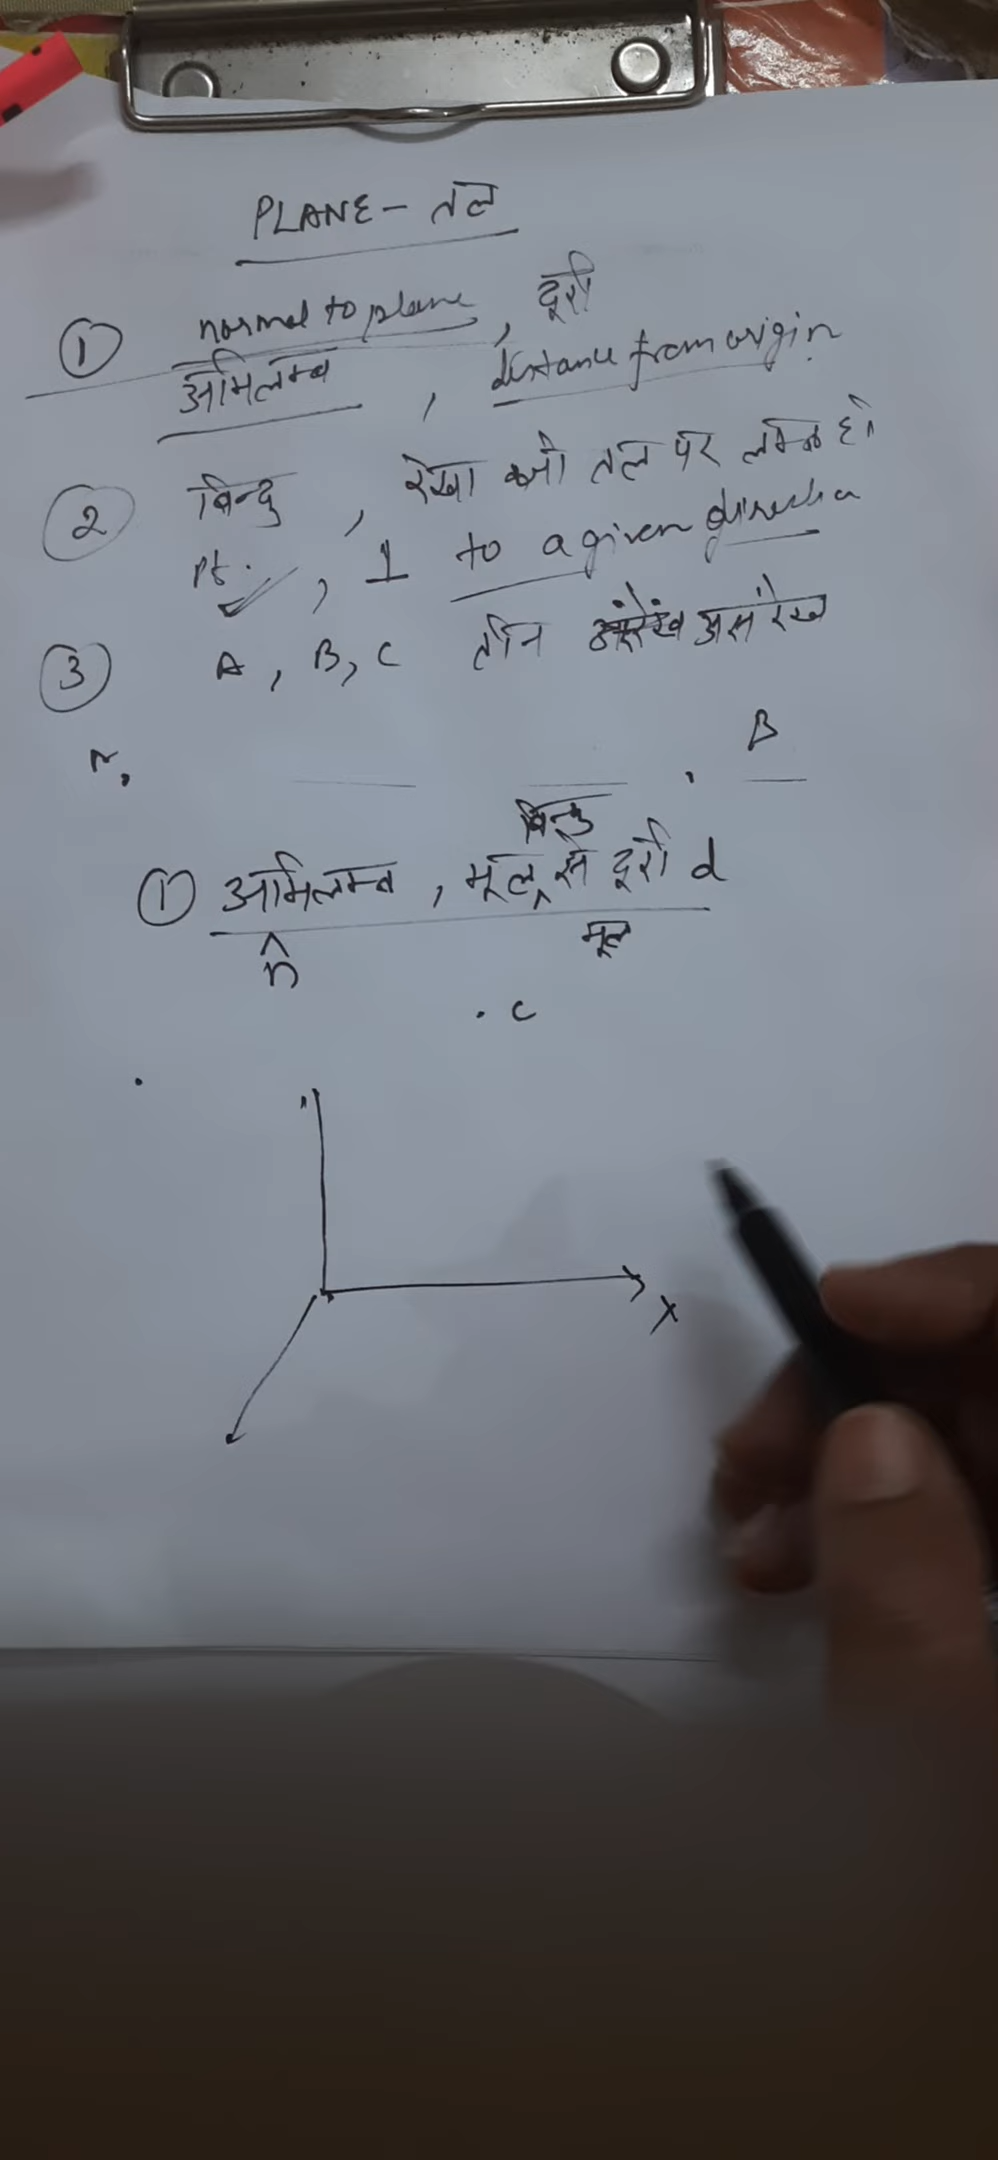 PLANE - तल
① normal to plane, दूरी
अभिलम्ब, distance from origin
② बिन्दु, रेखा जो तल पर लम्ब हो
pt. ✓, ⊥ to a given direction
③ A, B, C तीन असंरेख
B
बिन्दु
① अभिलम्ब, मूल ‸ से दूरी d
n̂ मूल
. C
X